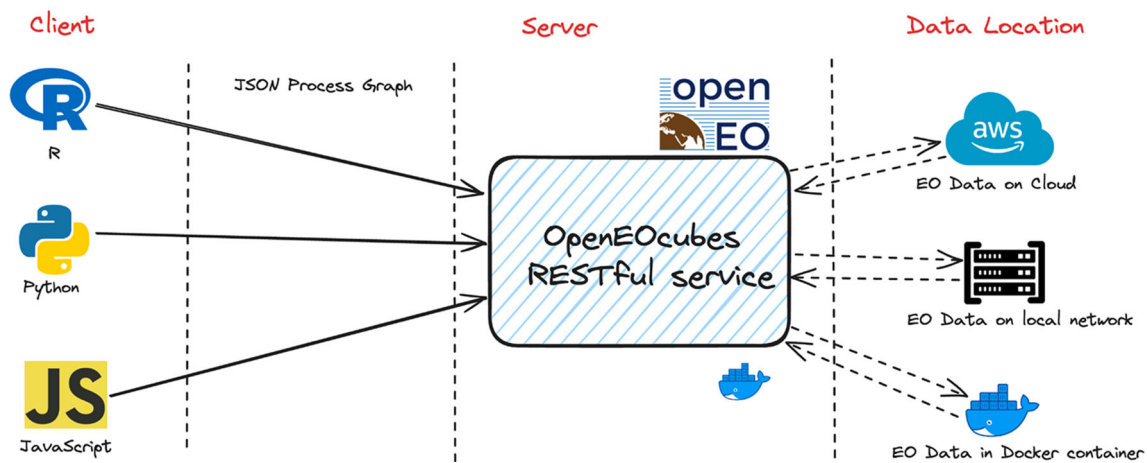 Client
Server
Data Location
JSON Process Graph
R
R
open
EO
aws
EO Data on Cloud
Python
OpenEOcubes
RESTful service
EO Data on local network
JS
JavaScript
EO Data in Docker container